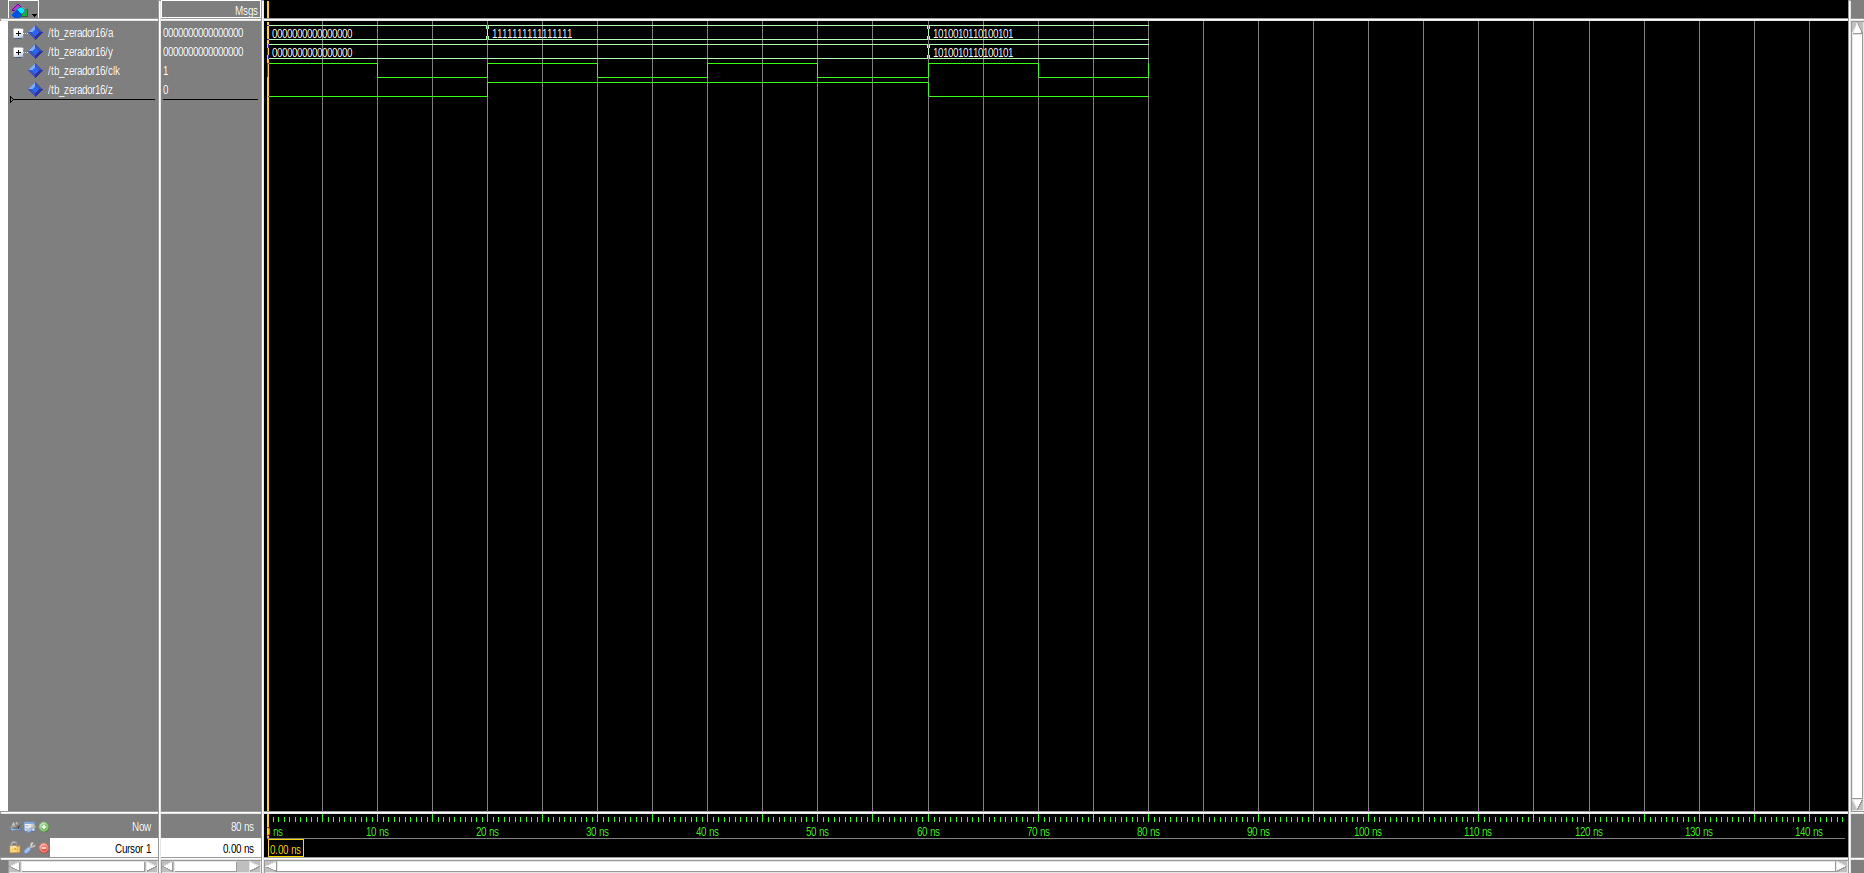 Msgs
/tb_zerador16/a 0000000000000000 0000000000000000 1111111111111111 1010010110100101
/tb_zerador16/y 0000000000000000 0000000000000000 1010010110100101
/tb_zerador16/clk 1
/tb_zerador16/z 0
Now 80 ns ns 10 ns 20 ns 30 ns 40 ns 50 ns 60 ns 70 ns 80 ns 90 ns 100 ns 110 ns 120 ns 130 ns 140 ns
Cursor 1 0.00 ns 0.00 ns